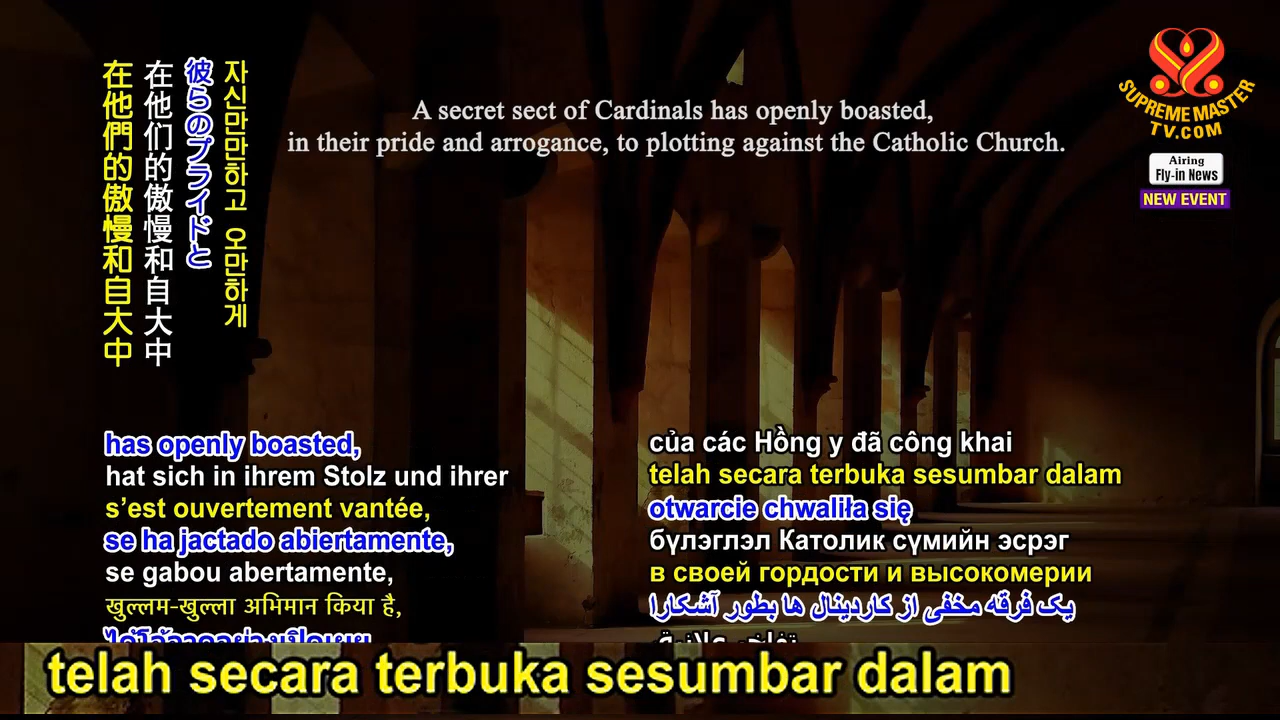 A secret sect of Cardinals has openly boasted,
in their pride and arrogance, to plotting against the Catholic Church.
SUPREME MASTER
TV.COM
Airing
Fly-in News
NEW EVENT
자신만만하고 오만하게
彼らのプライドと
在他们的傲慢和自大中
在他們的傲慢和自大中
has openly boasted,
hat sich in ihrem Stolz und ihrer
s’est ouvertement vantée,
se ha jactado abiertamente,
se gabou abertamente,
खुल्लम-खुल्ला अभिमान किया है,
của các Hồng y đã công khai
telah secara terbuka sesumbar dalam
otwarcie chwaliła się
бүлэглэл Католик сүмийн эсрэг
в своей гордости и высокомерии
یک فرقه مخفی از کاردینال ها بطور آشکارا
telah secara terbuka sesumbar dalam